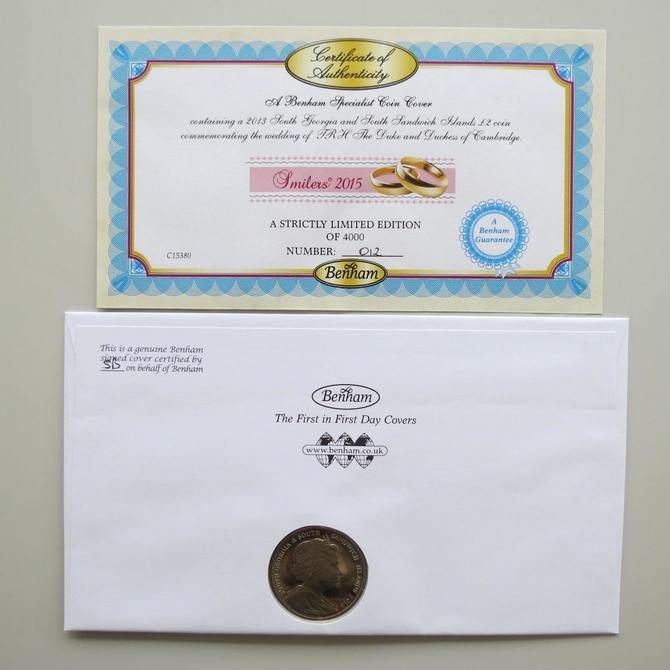 Certificate of
Authenticity
A Benham Specialist Coin Cover
containing a 2013 South Georgia and South Sandwich Islands £2 coin
commemorating the wedding of TRH The Duke and Duchess of Cambridge.
Smilers® 2015
A STRICTLY LIMITED EDITION
OF 4000
NUMBER: 012
A
Benham
Guarantee
C15380
Benham
This is a genuine Benham
signed cover certified by
SB on behalf of Benham
Benham
The First in First Day Covers
www.benham.co.uk
SOUTH GEORGIA & SOUTH SANDWICH ISLANDS